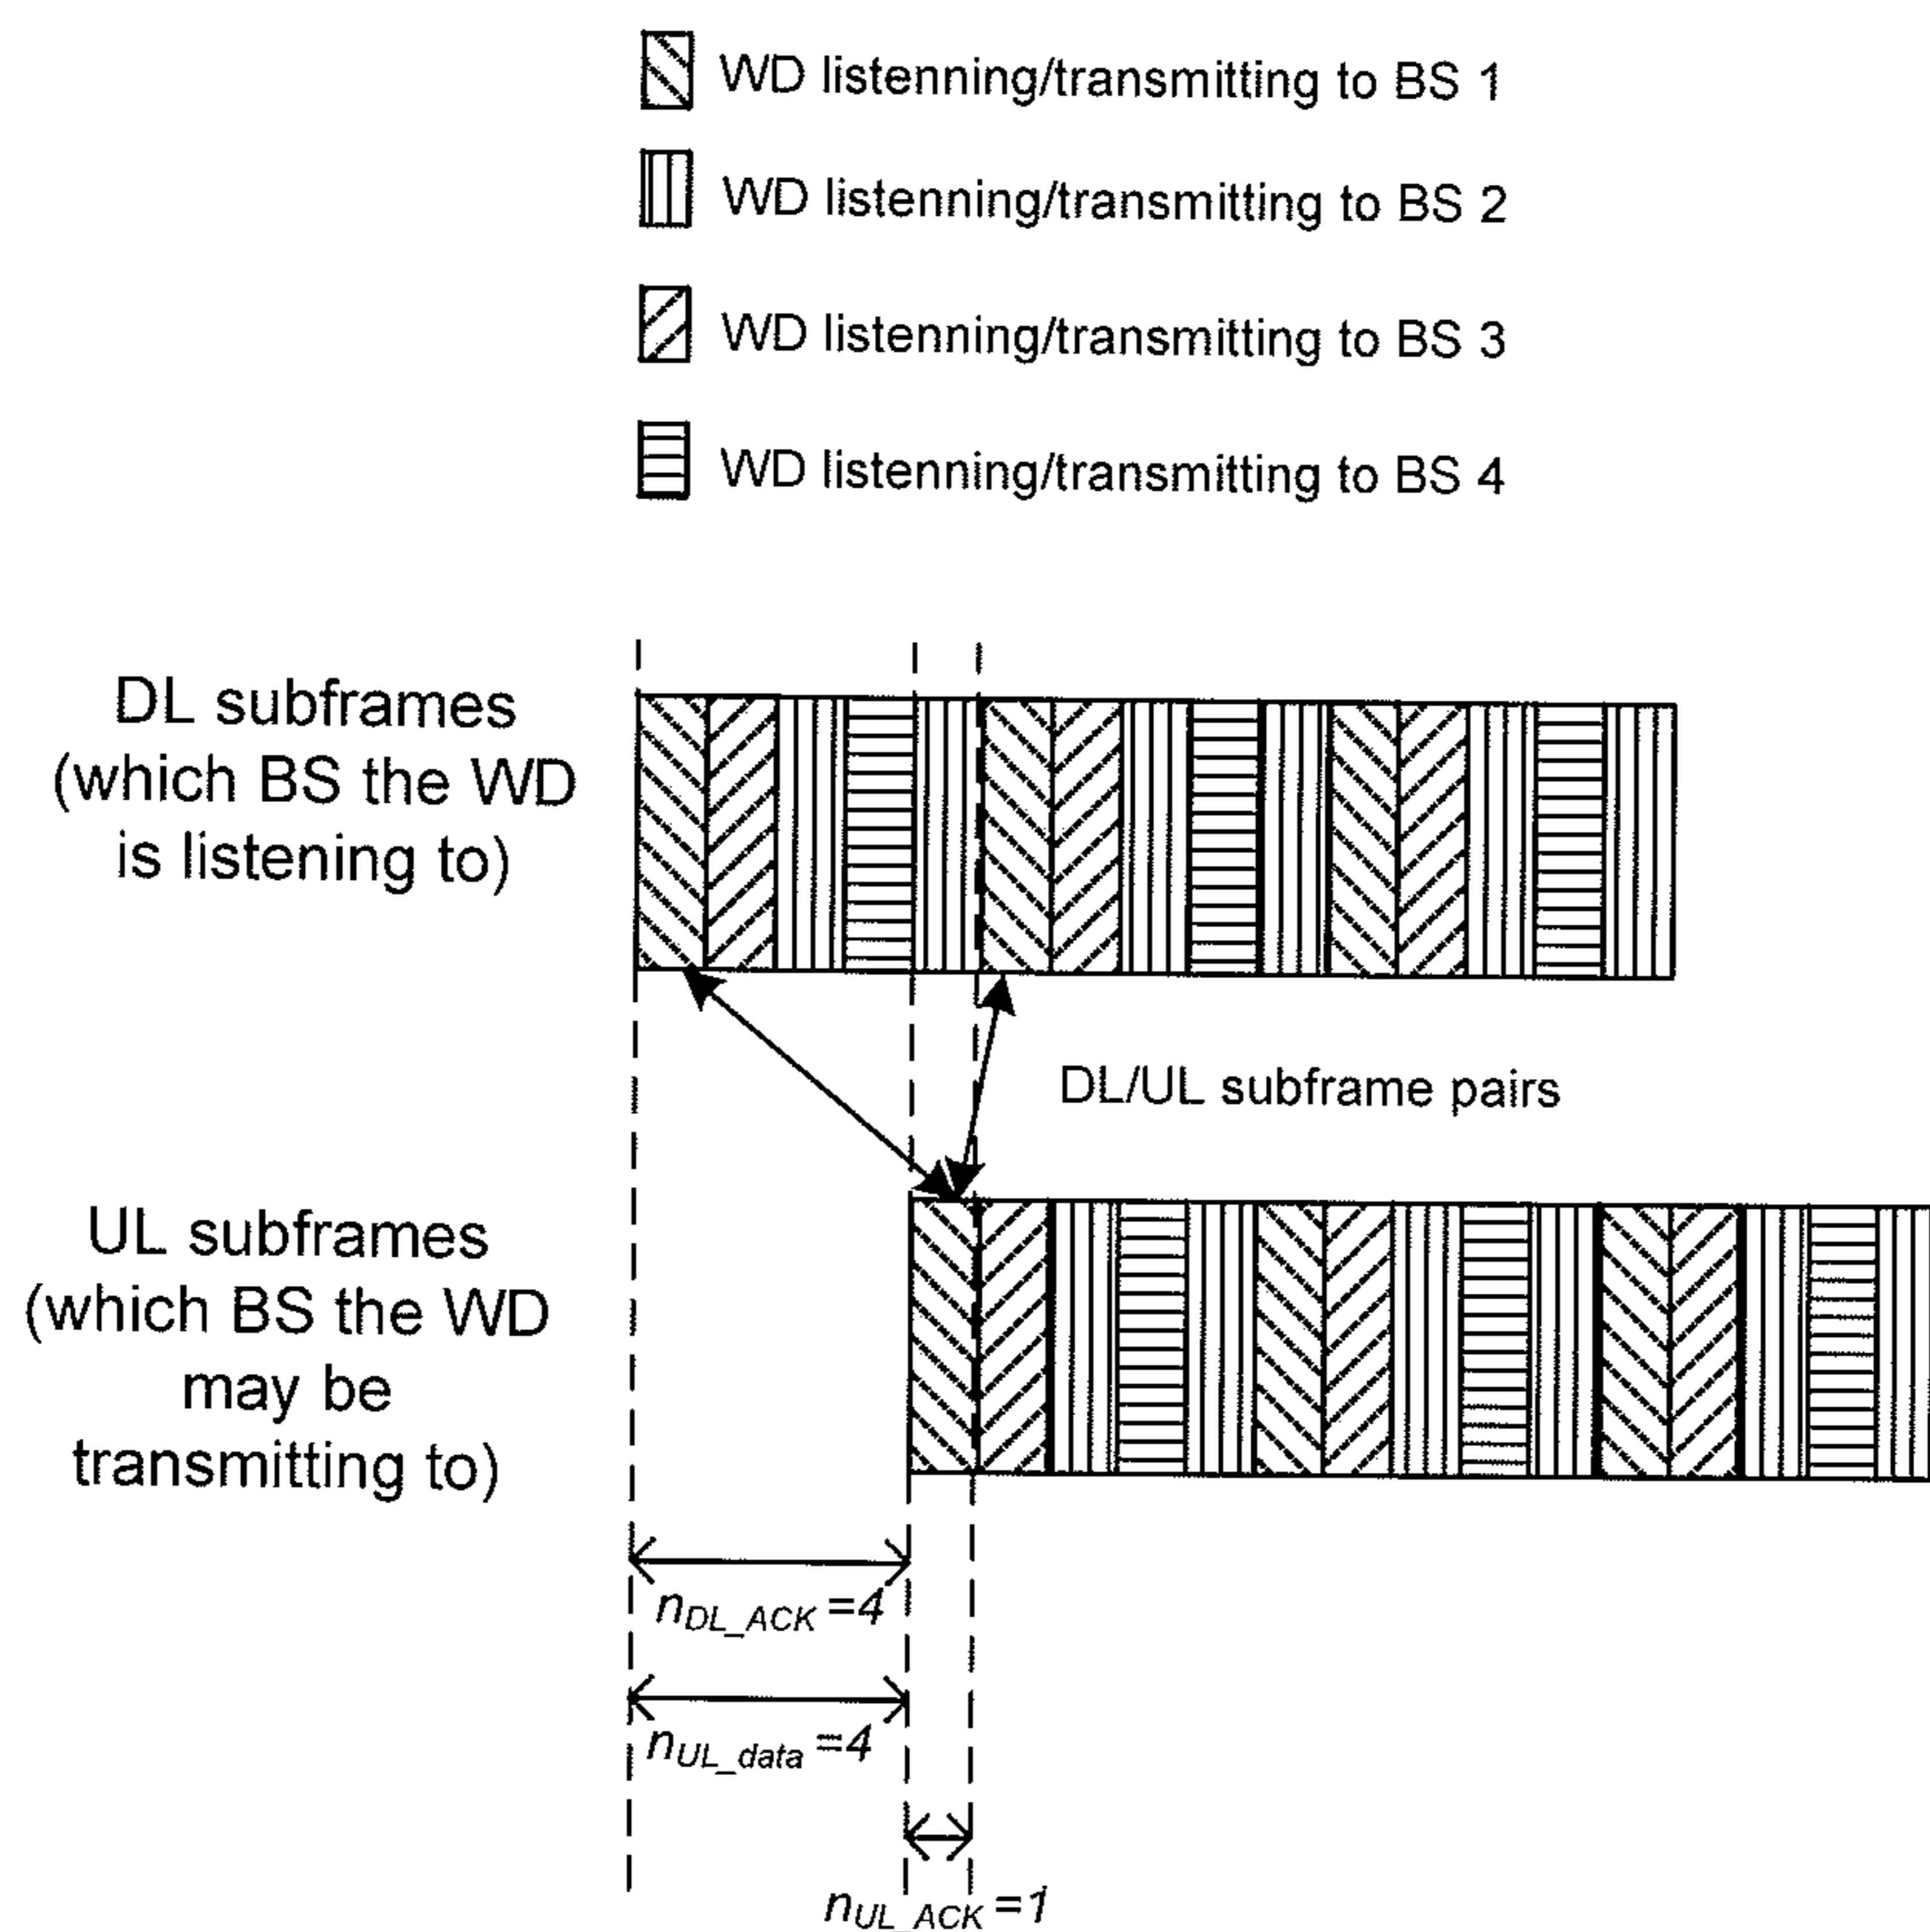 WD listenning/transmitting to BS 1
WD listenning/transmitting to BS 2
WD listenning/transmitting to BS 3
WD listenning/transmitting to BS 4
DL subframes
(which BS the WD
is listening to)
DL/UL subframe pairs
UL subframes
(which BS the WD
may be
transmitting to)
nDL_ACK=4
nUL_data=4
nUL_ACK=1